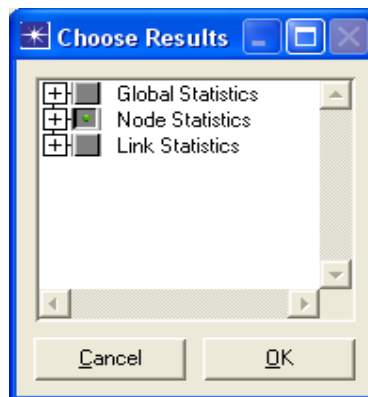 Choose Results
Global Statistics
Node Statistics
Link Statistics
Cancel
OK